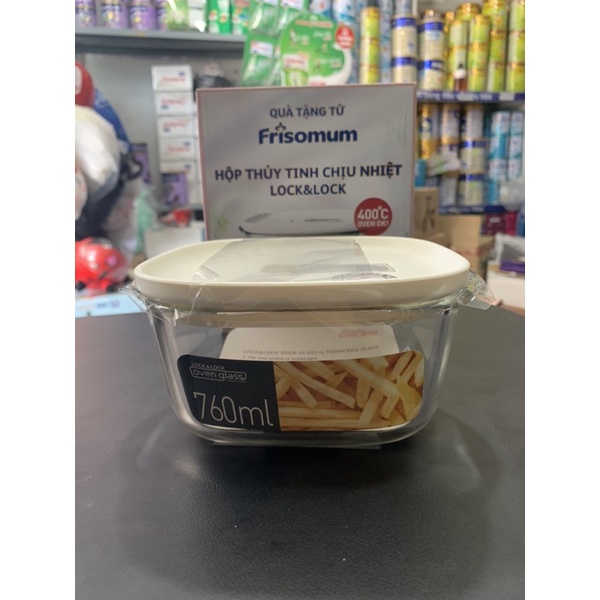 QUÀ TẶNG TỪ
Frisomum
HỘP THỦY TINH CHỊU NHIỆT
LOCK&LOCK
400°C
OVEN OK!
LOCK&LOCK
oven glass
760ml